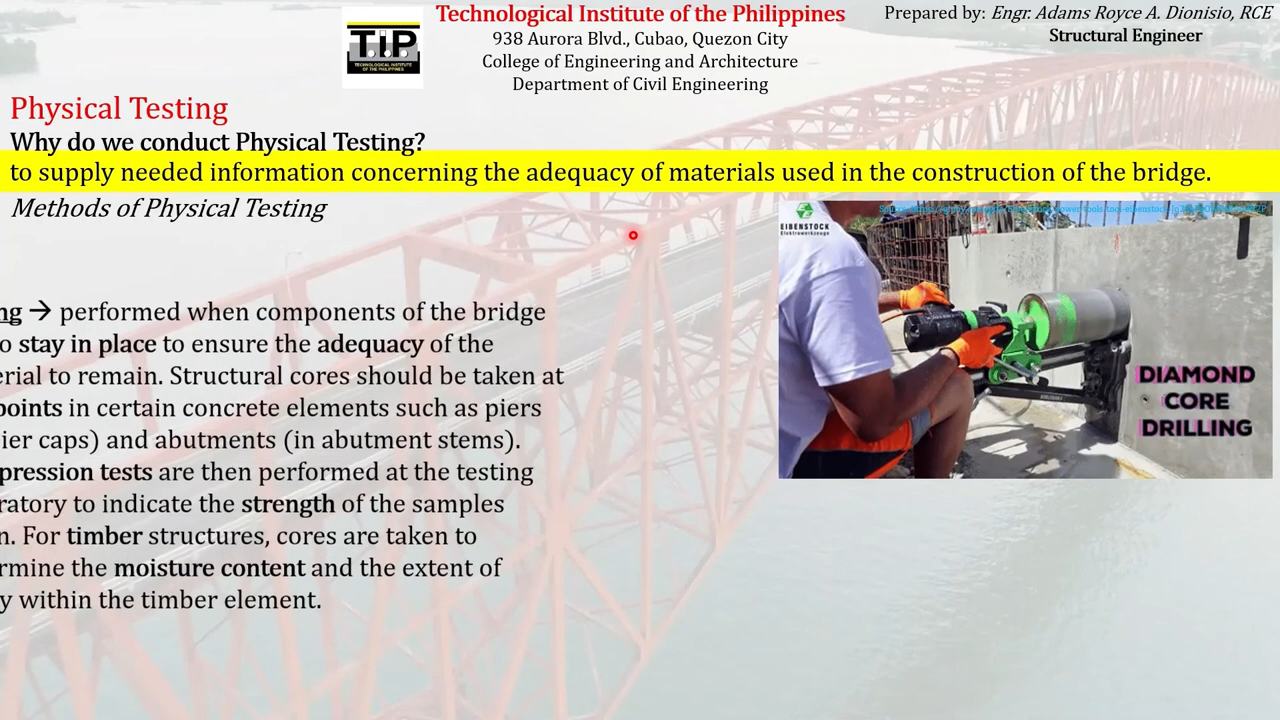 TiP
TECHNOLOGICAL INSTITUTE
OF THE PHILIPPINES
Technological Institute of the Philippines
938 Aurora Blvd., Cubao, Quezon City
College of Engineering and Architecture
Department of Civil Engineering
Prepared by: Engr. Adams Royce A. Dionisio, RCE
Structural Engineer
Physical Testing
Why do we conduct Physical Testing?
to supply needed information concerning the adequacy of materials used in the construction of the bridge.
Methods of Physical Testing
ng → performed when components of the bridge
o stay in place to ensure the adequacy of the
erial to remain. Structural cores should be taken at
points in certain concrete elements such as piers
ier caps) and abutments (in abutment stems).
pression tests are then performed at the testing
ratory to indicate the strength of the samples
n. For timber structures, cores are taken to
rmine the moisture content and the extent of
y within the timber element.
EIBENSTOCK
Elektrowerkzeuge
DIAMOND
CORE
DRILLING